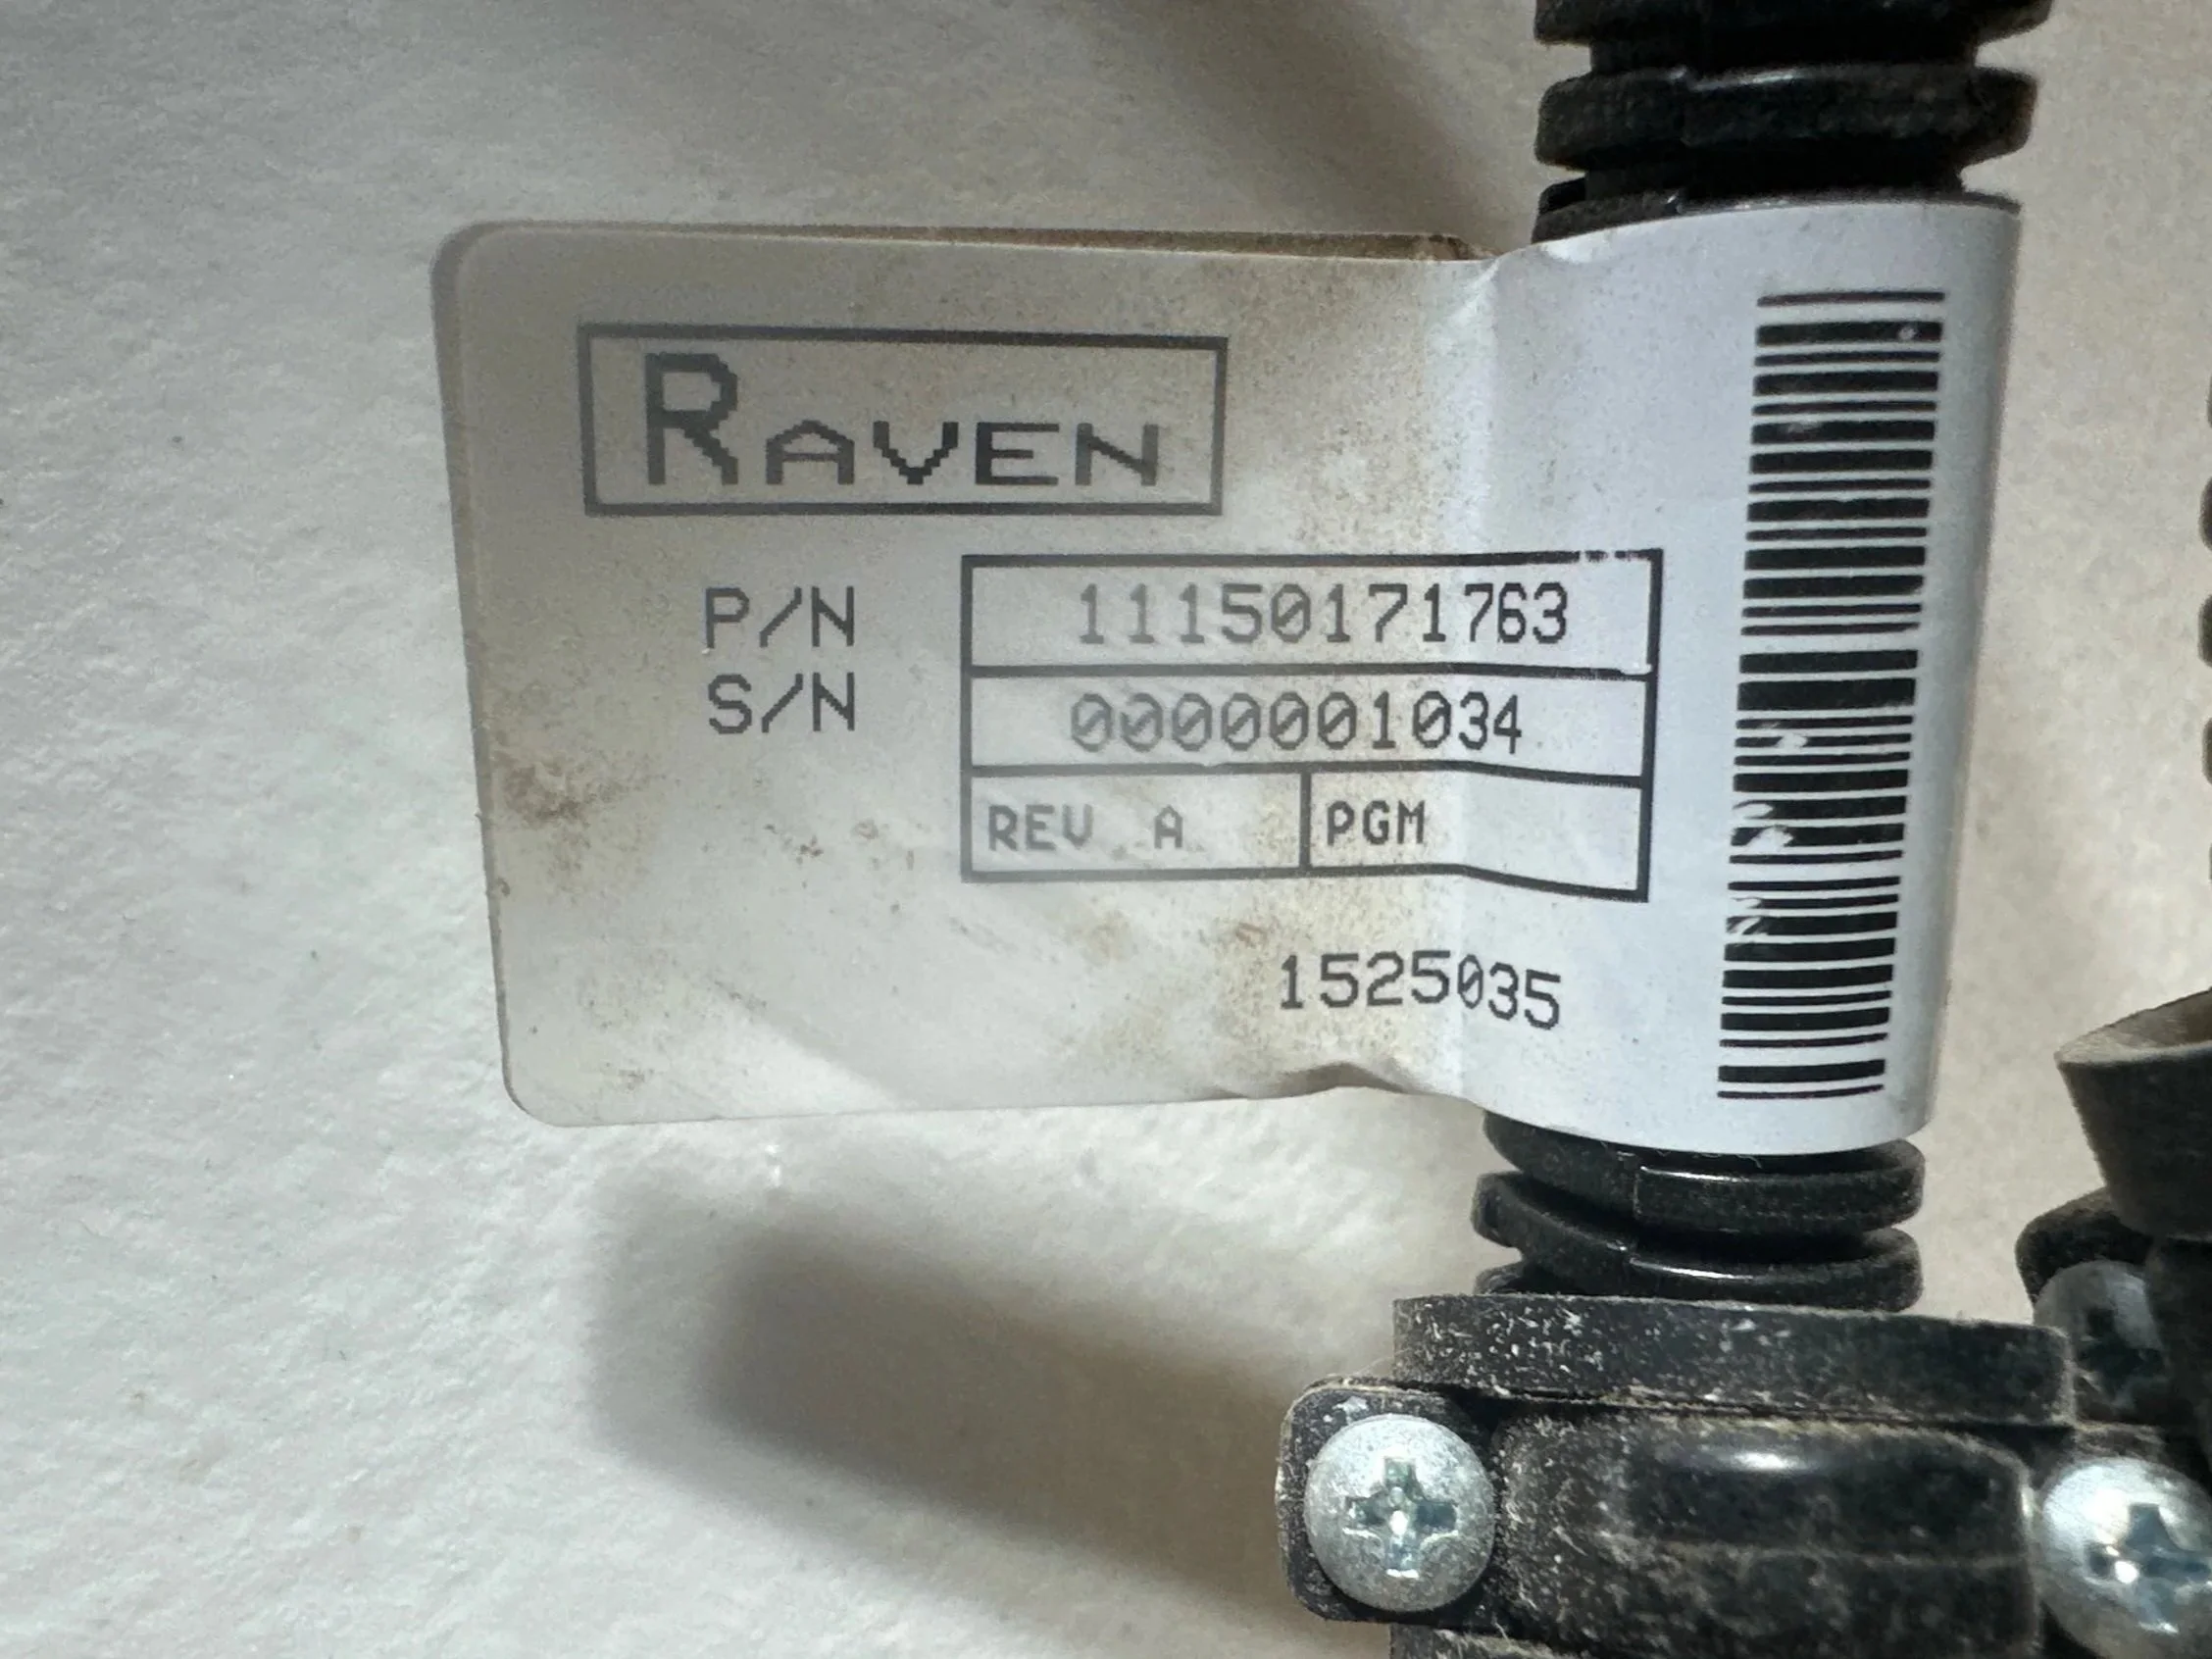 RAVEN
P/N 11150171763
S/N 0000001034
REV A PGM
1525035